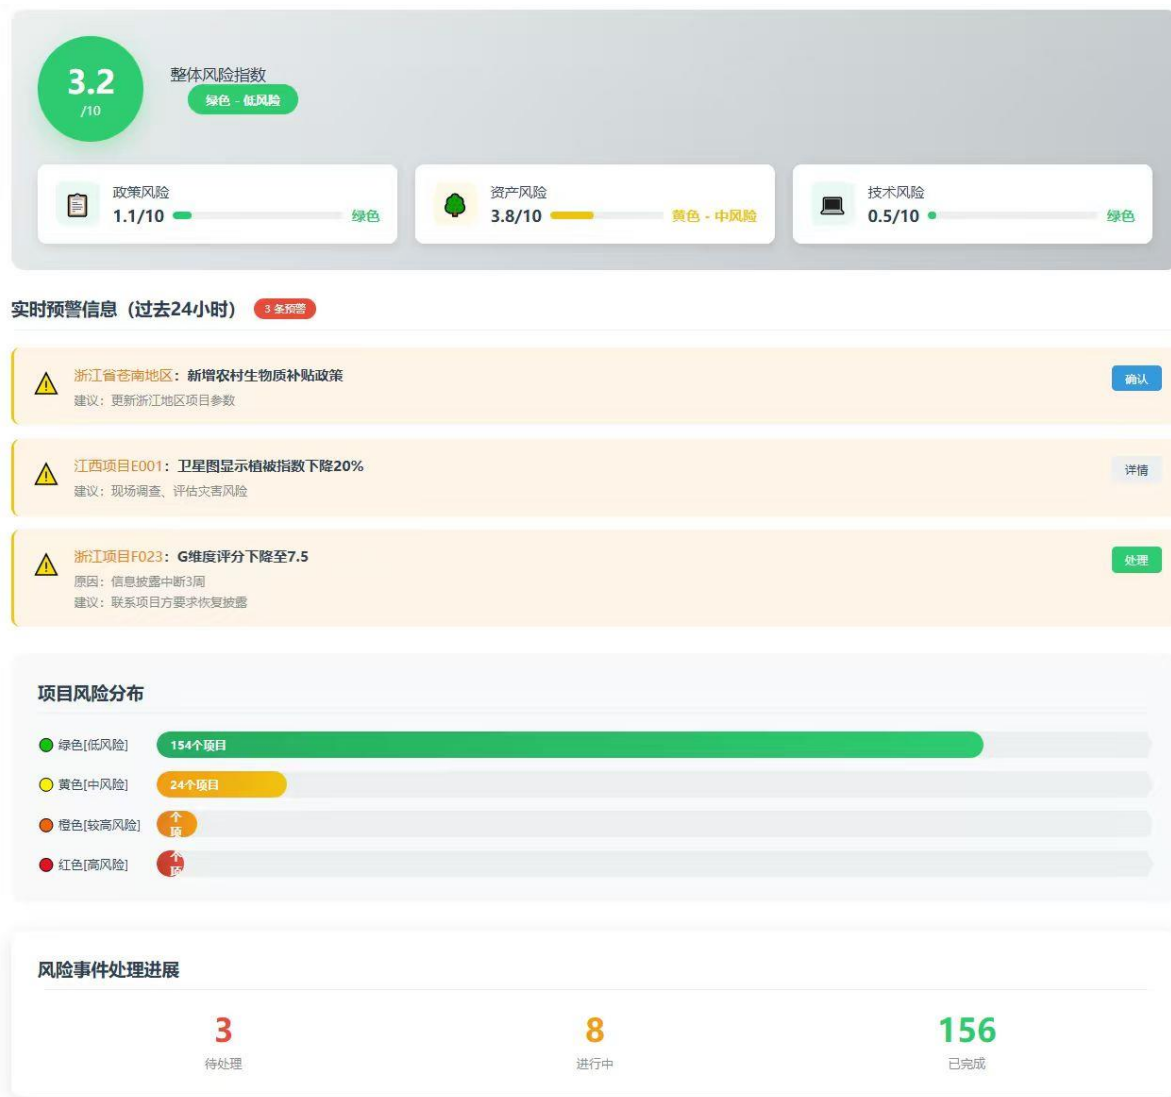 3.2
/10
整体风险指数
绿色 - 低风险
政策风险
1.1/10
绿色
资产风险
3.8/10
黄色 - 中风险
技术风险
0.5/10
绿色
实时预警信息（过去24小时）
3 条预警
浙江省苍南地区：新增农村生物质补贴政策
建议：更新浙江地区项目参数
确认
江西项目E001：卫星图显示植被指数下降20%
建议：现场调查、评估灾害风险
详情
浙江项目F023：G维度评分下降至7.5
原因：信息披露中断3周
建议：联系项目方要求恢复披露
处理
项目风险分布
绿色[低风险]
154个项目
黄色[中风险]
24个项目
橙色[较高风险]
个
项
红色[高风险]
个
项
风险事件处理进展
3
待处理
8
进行中
156
已完成